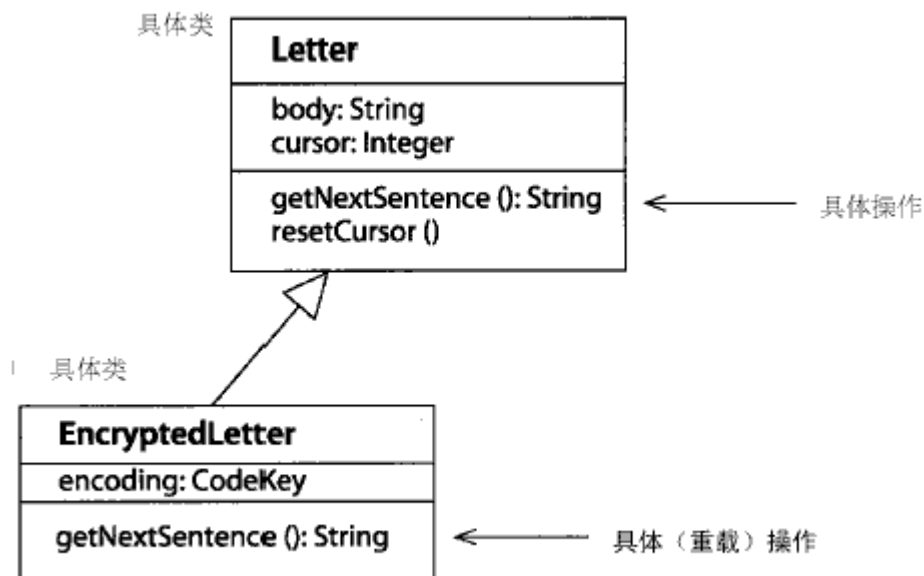 具体类
Letter
body: String
cursor: Integer
getNextSentence (): String
resetCursor ()
具体操作
具体类
EncryptedLetter
encoding: CodeKey
getNextSentence (): String
具体（重载）操作